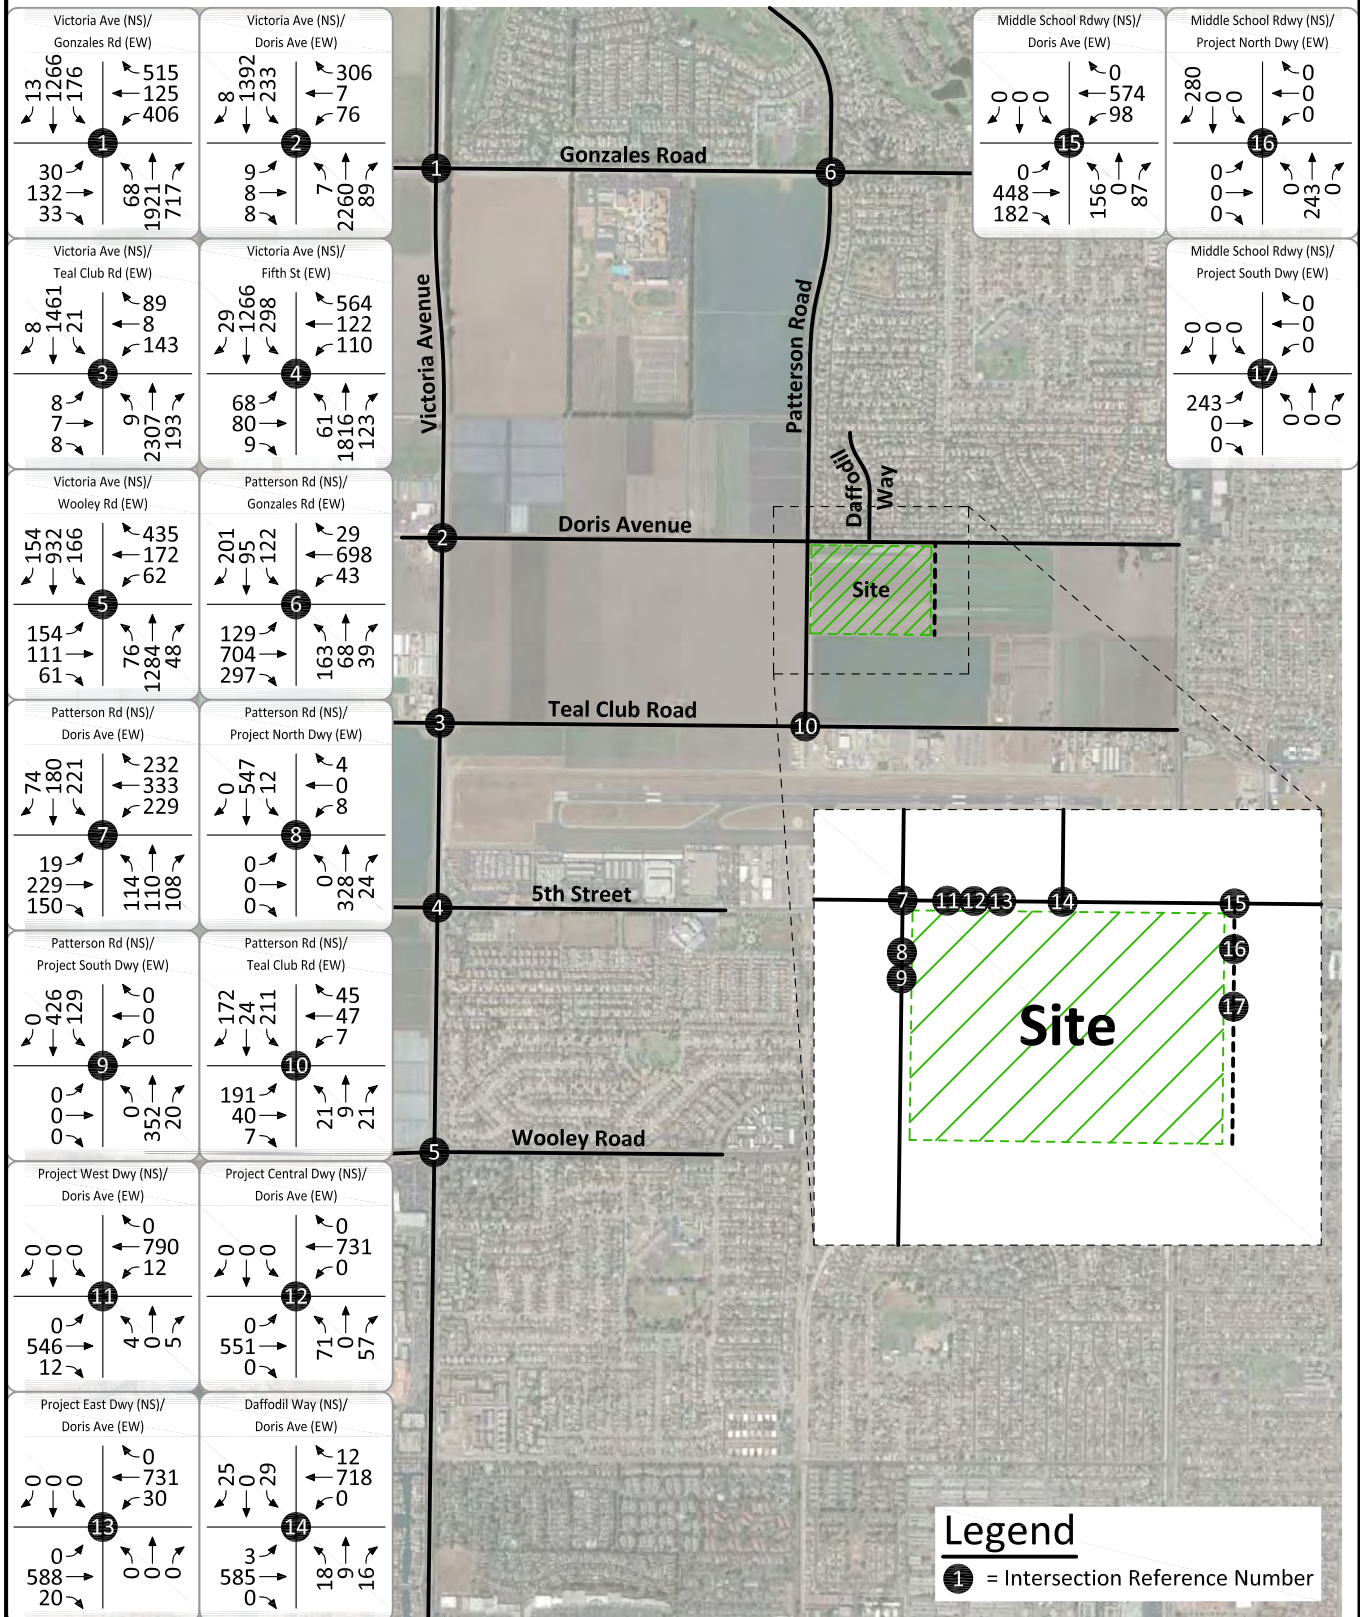 Victoria Ave (NS)/
Gonzales Rd (EW)
13 1266 176
515
125
406
1
30
132
33
68 1921 717
Victoria Ave (NS)/
Doris Ave (EW)
8 1392 233
306
7
76
2
9
8
8
7 2260 89
Victoria Ave (NS)/
Teal Club Rd (EW)
8 1461 21
89
8
143
3
8
7
8
9 2307 193
Victoria Ave (NS)/
Fifth St (EW)
29 1266 298
564
122
110
4
68
80
9
61 1816 123
Victoria Ave (NS)/
Wooley Rd (EW)
154 932 166
435
172
62
5
154
111
61
76 1284 48
Patterson Rd (NS)/
Gonzales Rd (EW)
201 95 122
29
698
43
6
129
704
297
163 68 39
Patterson Rd (NS)/
Doris Ave (EW)
74 180 221
232
333
229
7
19
229
150
114 110 108
Patterson Rd (NS)/
Project North Dwy (EW)
0 547 12
4
0
8
8
0
0
0
0 328 24
Patterson Rd (NS)/
Project South Dwy (EW)
0 426 129
0
0
0
9
0
0
0
0 352 20
Patterson Rd (NS)/
Teal Club Rd (EW)
172 24 211
45
47
7
10
191
40
7
21 9 21
Project West Dwy (NS)/
Doris Ave (EW)
0 0 0
0
790
12
11
0
546
12
4 0 5
Project Central Dwy (NS)/
Doris Ave (EW)
0 0 0
0
731
0
12
0
551
0
71 0 57
Project East Dwy (NS)/
Doris Ave (EW)
0 0 0
0
731
30
13
0
588
20
0 0 0
Daffodil Way (NS)/
Doris Ave (EW)
25 0 29
12
718
0
14
3
585
0
18 9 16
Middle School Rdwy (NS)/
Doris Ave (EW)
0 0 0
0
574
98
15
0
448
182
156 0 87
Middle School Rdwy (NS)/
Project North Dwy (EW)
280 0 0
0
0
0
16
0
0
0
0 243 0
Middle School Rdwy (NS)/
Project South Dwy (EW)
0 0 0
0
0
0
17
243
0
0
0 0 0
1
Gonzales Road
6
Victoria Avenue
Patterson Road
Daffodil
Way
2
Doris Avenue
Site
3
Teal Club Road
10
4
5th Street
5
Wooley Road
7 11 12 13 14 15
8
16
9
17
Site
Legend
1 = Intersection Reference Number